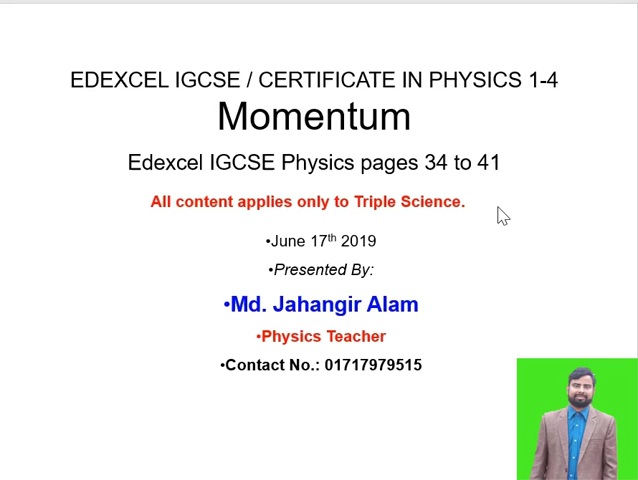 EDEXCEL IGCSE / CERTIFICATE IN PHYSICS 1-4
Momentum
Edexcel IGCSE Physics pages 34 to 41
All content applies only to Triple Science.
•June 17th 2019
•Presented By:
•Md. Jahangir Alam
•Physics Teacher
•Contact No.: 01717979515